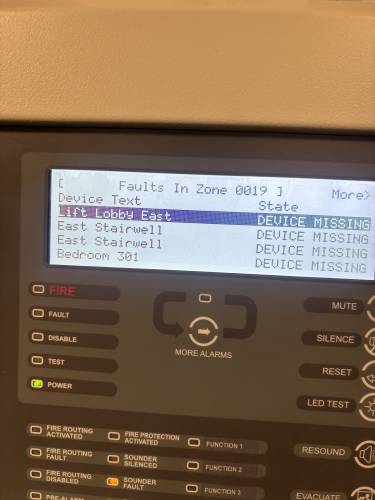 [ Faults In Zone 0019 ] More>
Device Text State
Lift Lobby East DEVICE MISSING
East Stairwell DEVICE MISSING
East Stairwell DEVICE MISSING
Bedroom 301 DEVICE MISSING
FIRE
FAULT
DISABLE
TEST
POWER
MORE ALARMS
MUTE
SILENCE
RESET
LED TEST
FIRE ROUTING ACTIVATED
FIRE PROTECTION ACTIVATED
FUNCTION 1
FIRE ROUTING FAULT
SOUNDER SILENCED
FUNCTION 2
FIRE ROUTING DISABLED
SOUNDER FAULT
FUNCTION 3
PRE-ALARM
RESOUND
EVACUATE